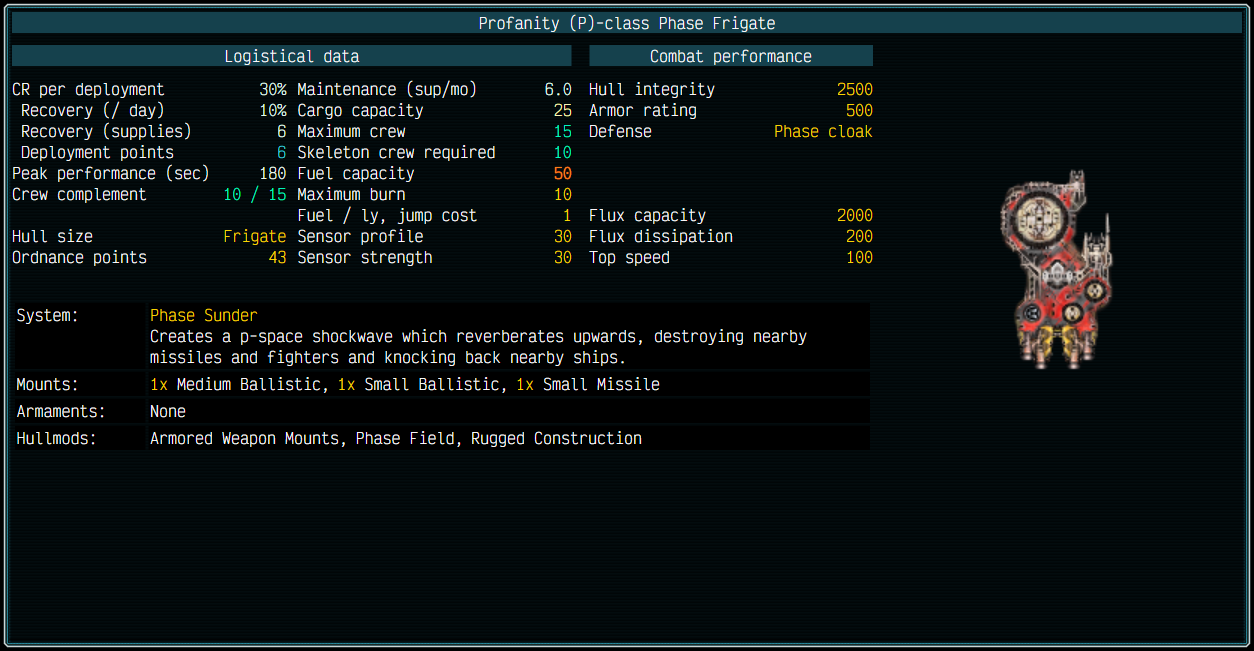 Profanity (P)-class Phase Frigate
Logistical data Combat performance
CR per deployment 30% Maintenance (sup/mo) 6.0 Hull integrity 2500
Recovery (/ day) 10% Cargo capacity 25 Armor rating 500
Recovery (supplies) 6 Maximum crew 15 Defense Phase cloak
Deployment points 6 Skeleton crew required 10
Peak performance (sec) 180 Fuel capacity 50
Crew complement 10 / 15 Maximum burn 10
Fuel / ly, jump cost 1 Flux capacity 2000
Hull size Frigate Sensor profile 30 Flux dissipation 200
Ordnance points 43 Sensor strength 30 Top speed 100
System: Phase Sunder
Creates a p-space shockwave which reverberates upwards, destroying nearby
missiles and fighters and knocking back nearby ships.
Mounts: 1x Medium Ballistic, 1x Small Ballistic, 1x Small Missile
Armaments: None
Hullmods: Armored Weapon Mounts, Phase Field, Rugged Construction